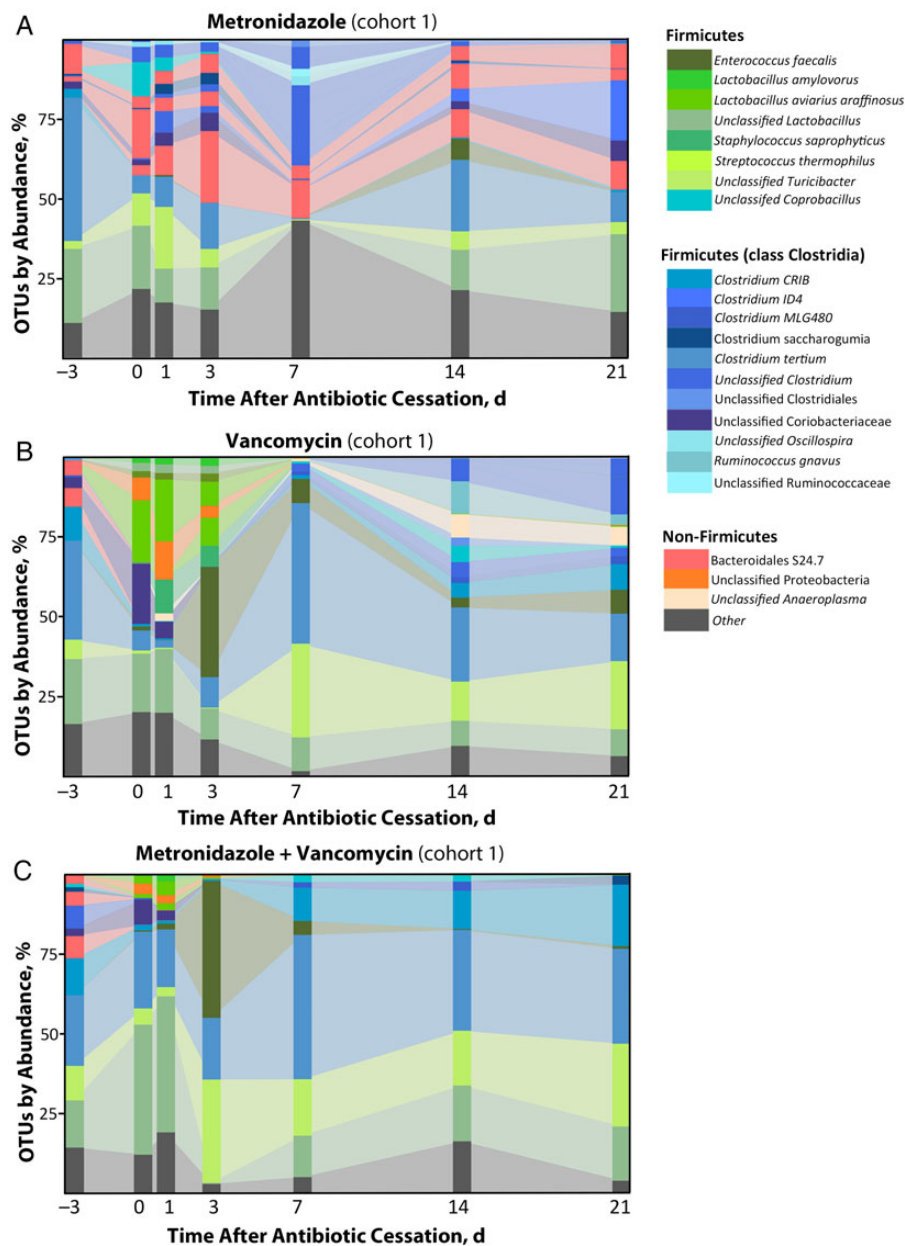 A
Metronidazole (cohort 1)
OTUs by Abundance, %
75
50
25
−3 0 1 3 7 14 21
Time After Antibiotic Cessation, d
B
Vancomycin (cohort 1)
OTUs by Abundance, %
75
50
25
−3 0 1 3 7 14 21
Time After Antibiotic Cessation, d
C
Metronidazole + Vancomycin (cohort 1)
OTUs by Abundance, %
75
50
25
−3 0 1 3 7 14 21
Time After Antibiotic Cessation, d
Firmicutes
Enterococcus faecalis
Lactobacillus amylovorus
Lactobacillus aviarius araffinosus
Unclassified Lactobacillus
Staphylococcus saprophyticus
Streptococcus thermophilus
Unclassified Turicibacter
Unclassifed Coprobacillus
Firmicutes (class Clostridia)
Clostridium CRIB
Clostridium ID4
Clostridium MLG480
Clostridium saccharogumia
Clostridium tertium
Unclassified Clostridium
Unclassified Clostridiales
Unclassified Coriobacteriaceae
Unclassified Oscillospira
Ruminococcus gnavus
Unclassified Ruminococcaceae
Non-Firmicutes
Bacteroidales S24.7
Unclassified Proteobacteria
Unclassified Anaeroplasma
Other